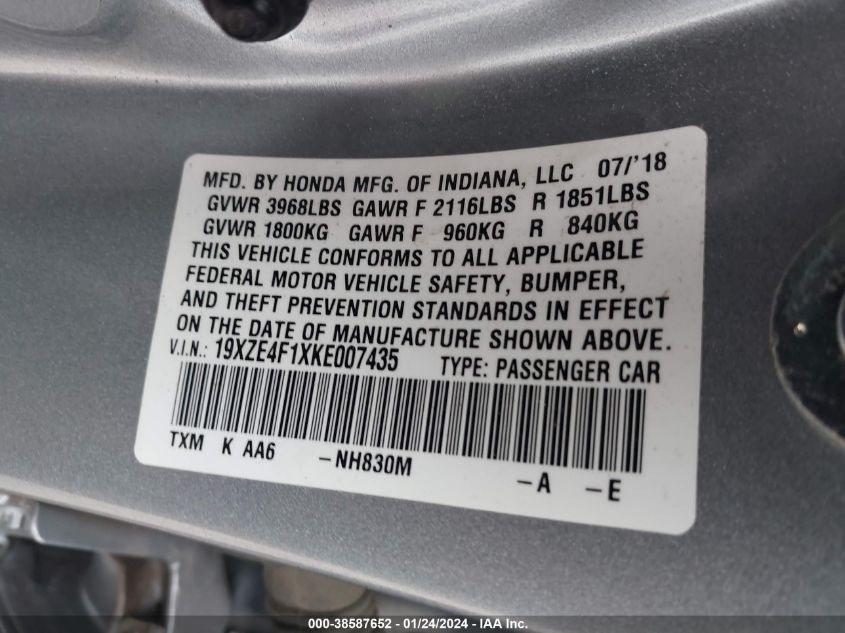 MFD. BY HONDA MFG. OF INDIANA, LLC 07/'18
GVWR 3968LBS GAWR F 2116LBS R 1851LBS
GVWR 1800KG GAWR F 960KG R 840KG
THIS VEHICLE CONFORMS TO ALL APPLICABLE
FEDERAL MOTOR VEHICLE SAFETY, BUMPER,
AND THEFT PREVENTION STANDARDS IN EFFECT
ON THE DATE OF MANUFACTURE SHOWN ABOVE.
V.I.N.: 19XZE4F1XKE007435 TYPE: PASSENGER CAR
TXM K AA6 -NH830M -A -E
000-38587652 - 01/24/2024 - IAA Inc.